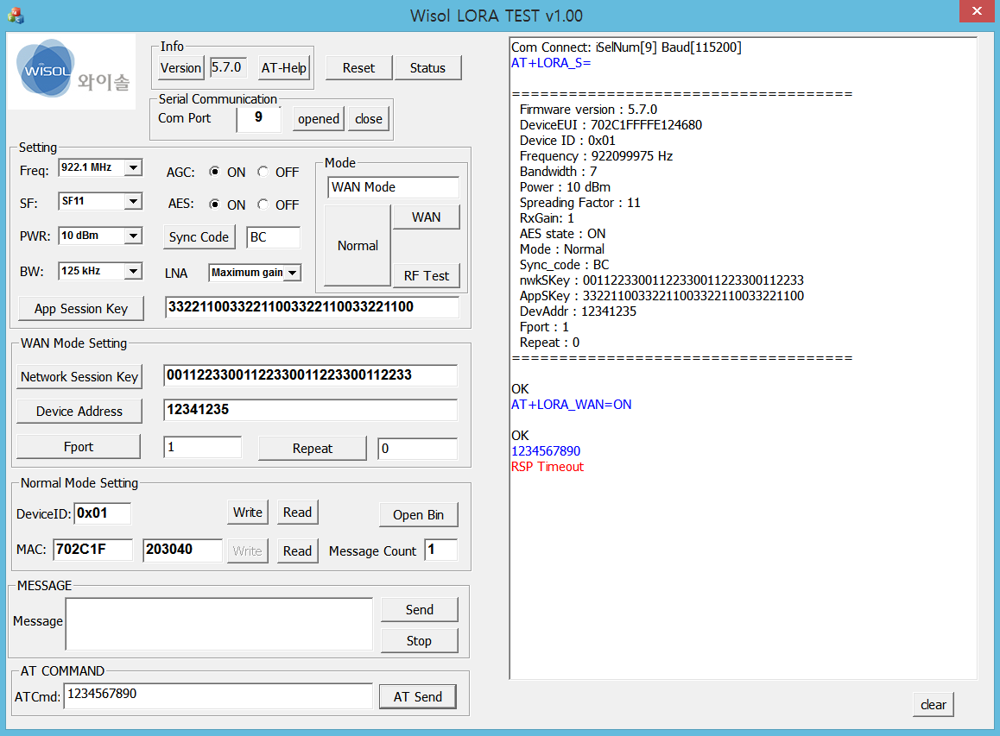 Wisol LORA TEST v1.00
WiSOL 와이솔
Info
Version 5.7.0 AT-Help Reset Status
Serial Communication
Com Port 9 opened close
Setting
Freq: 922.1 MHz AGC: ON OFF
SF: SF11 AES: ON OFF
PWR: 10 dBm Sync Code BC
BW: 125 kHz LNA Maximum gain
Mode
WAN Mode
Normal WAN
RF Test
App Session Key 33221100332211003322110033221100
WAN Mode Setting
Network Session Key 00112233001122330011223300112233
Device Address 12341235
Fport 1 Repeat 0
Normal Mode Setting
DeviceID: 0x01 Write Read Open Bin
MAC: 702C1F 203040 Write Read Message Count 1
MESSAGE
Message Send
Stop
AT COMMAND
ATCmd: 1234567890 AT Send
Com Connect: iSelNum[9] Baud[115200]
AT+LORA_S=
====================================
Firmware version : 5.7.0
DeviceEUI : 702C1FFFFE124680
Device ID : 0x01
Frequency : 922099975 Hz
Bandwidth : 7
Power : 10 dBm
Spreading Factor : 11
RxGain: 1
AES state : ON
Mode : Normal
Sync_code : BC
nwkSKey : 00112233001122330011223300112233
AppSKey : 33221100332211003322110033221100
DevAddr : 12341235
Fport : 1
Repeat : 0
====================================
OK
AT+LORA_WAN=ON
OK
1234567890
RSP Timeout
clear